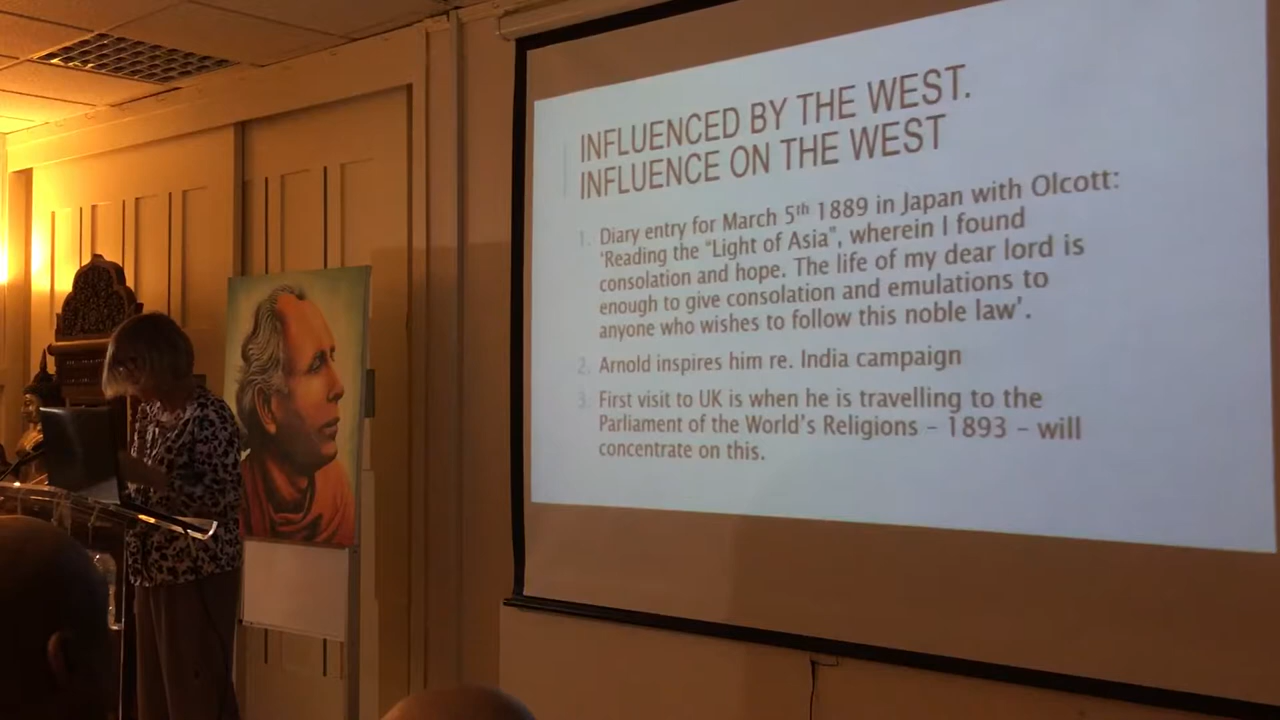 INFLUENCED BY THE WEST.
INFLUENCE ON THE WEST
1. Diary entry for March 5th 1889 in Japan with Olcott:
‘Reading the “Light of Asia”, wherein I found
consolation and hope. The life of my dear lord is
enough to give consolation and emulations to
anyone who wishes to follow this noble law’.
2. Arnold inspires him re. India campaign
3. First visit to UK is when he is travelling to the
Parliament of the World’s Religions – 1893 – will
concentrate on this.